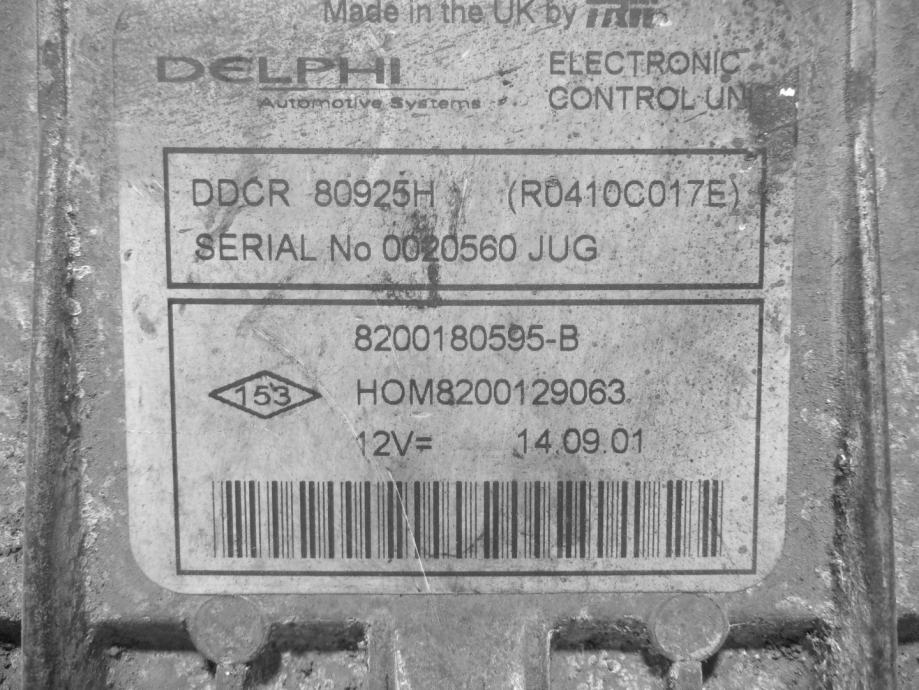 Made in the UK by
DELPHI
Automotive Systems
ELECTRONIC
CONTROL UN
DDCR 80925H (R0410C017E)
SERIAL No 0020560 JUG
8200180595-B
153
HOM8200129063
12V= 14.09.01